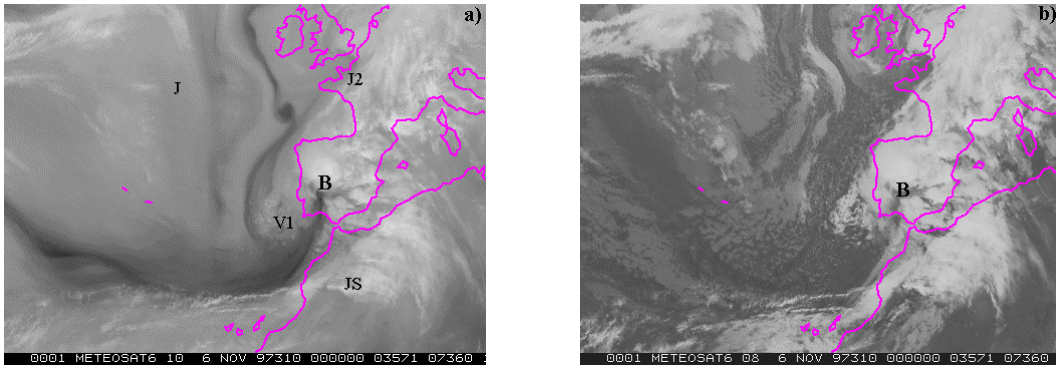 a)
J
J2
B
V1
JS
0001 METEOSAT6 10 6 NOV 97310 000000 03571 07360
b)
B
0001 METEOSAT6 08 6 NOV 97310 000000 03571 07360